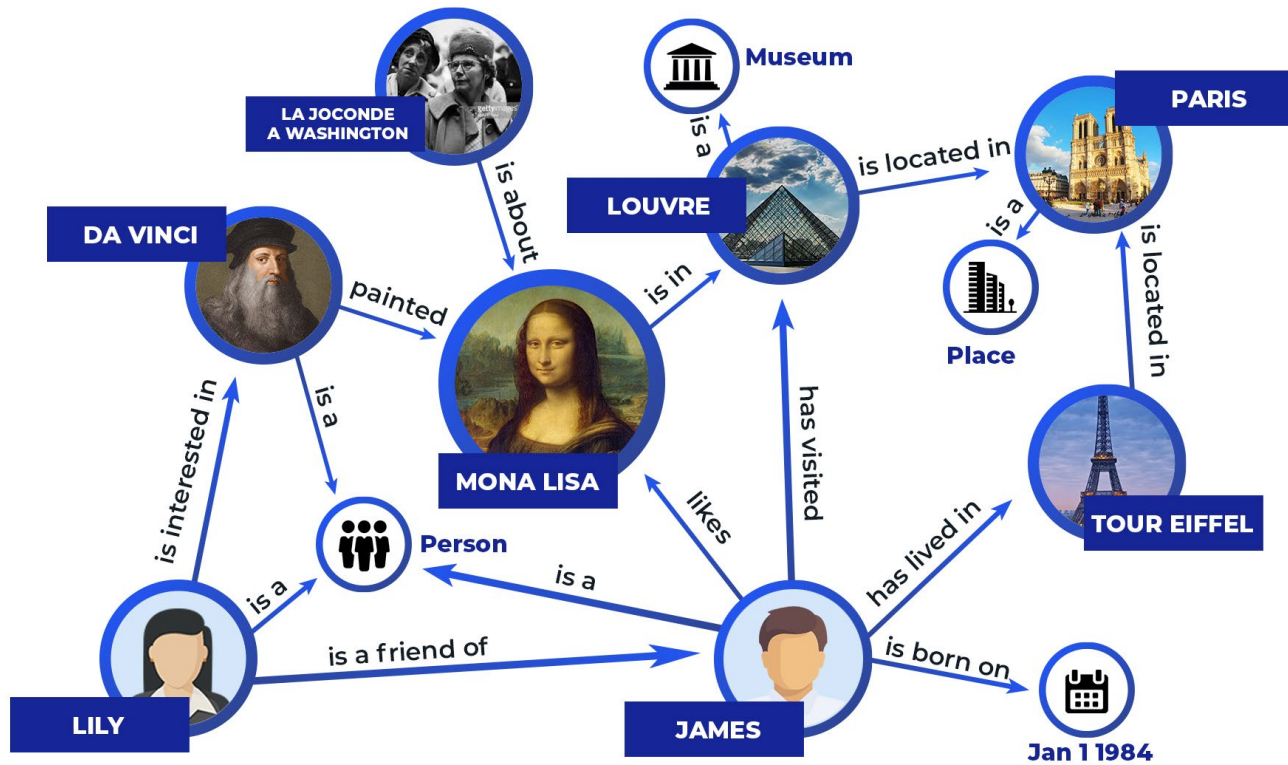 Museum
PARIS
LA JOCONDE
A WASHINGTON
gettyimages
is a
is located in
is about
LOUVRE
is a
DA VINCI
is located in
painted
is in
Place
is a
is interested in
has visited
MONA LISA
likes
TOUR EIFFEL
has lived in
Person
is a
is a
is a friend of
is born on
LILY
JAMES
Jan 1 1984